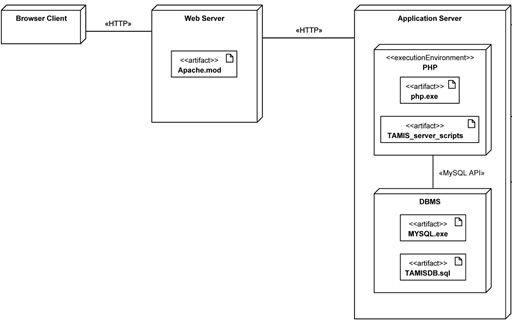 Browser Client
«HTTP»
Web Server
<<artifact>>
Apache.mod
«HTTP»
Application Server
<<executionEnvironment>>
PHP
<<artifact>>
php.exe
<<artifact>>
TAMIS_server_scripts
«MySQL API»
DBMS
<<artifact>>
MYSQL.exe
<<artifact>>
TAMISDB.sql